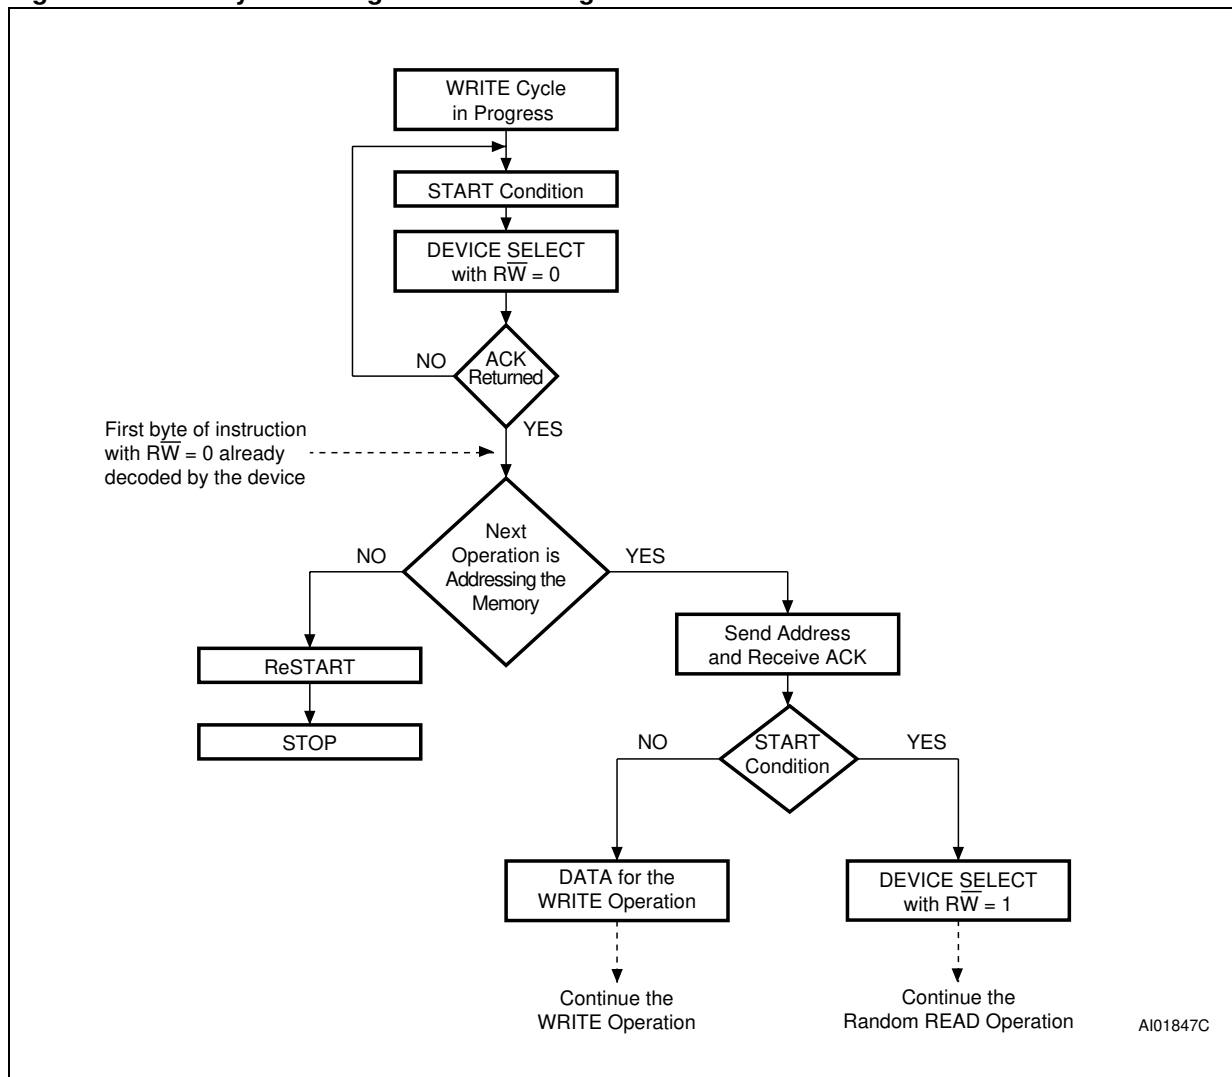 WRITE Cycle
in Progress
START Condition
DEVICE SELECT
with RW̅ = 0
ACK
Returned
NO
YES
First byte of instruction
with RW̅ = 0 already
decoded by the device
Next
Operation is
Addressing the
Memory
NO
YES
ReSTART
STOP
Send Address
and Receive ACK
START
Condition
NO
YES
DATA for the
WRITE Operation
DEVICE SELECT
with RW̅ = 1
Continue the
WRITE Operation
Continue the
Random READ Operation
AI01847C